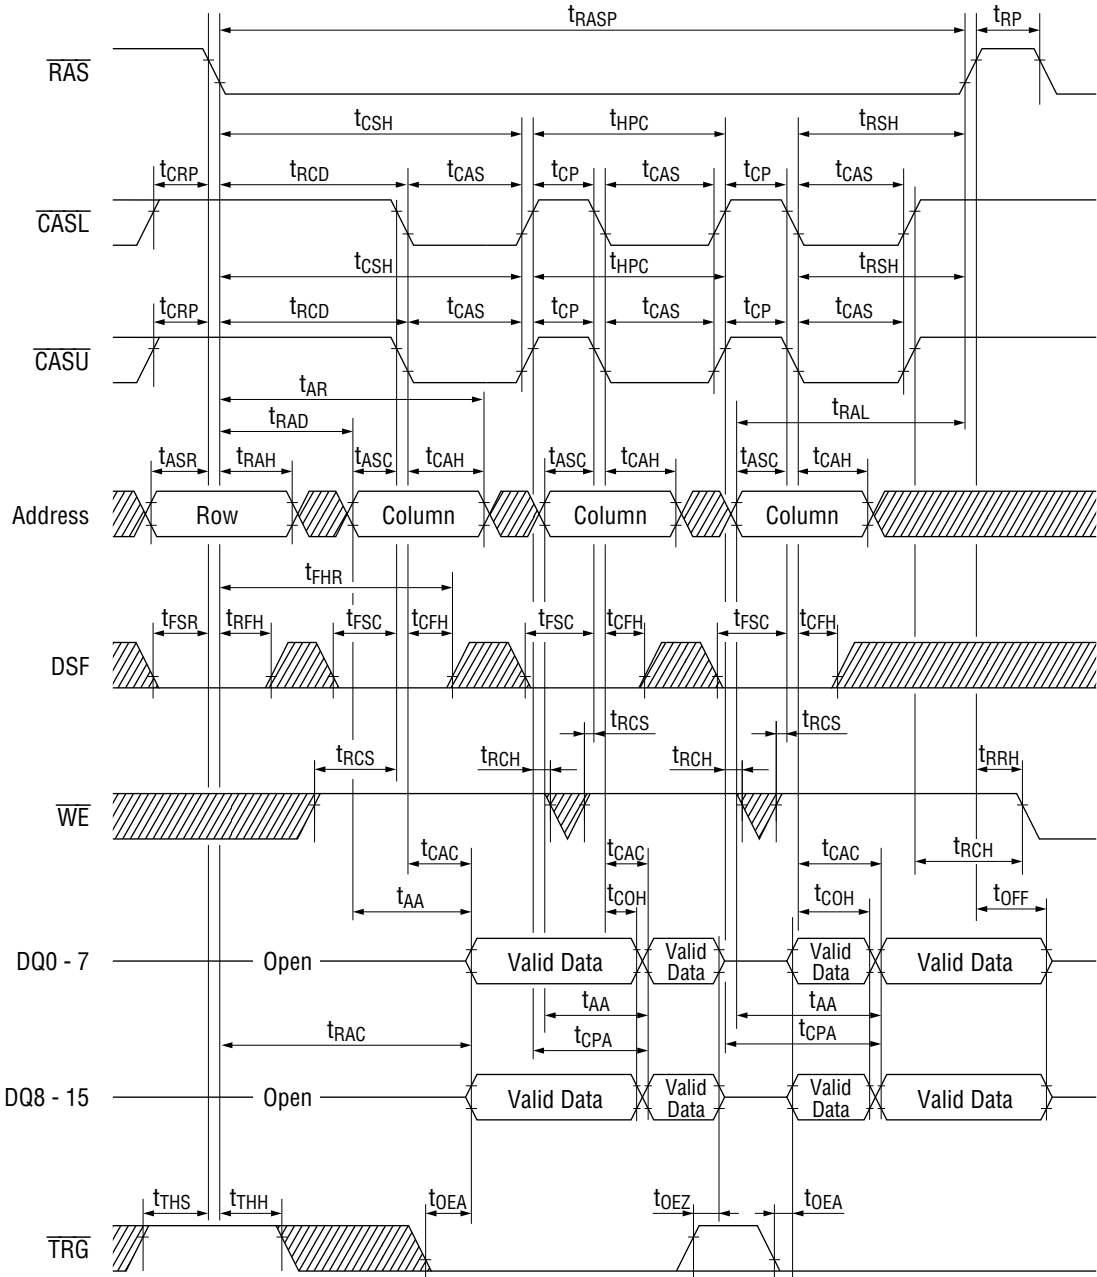 tRASP tRP
RAS
tCSH tHPC tRSH
tCRP tRCD tCAS tCP tCAS tCP tCAS
CASL
tCSH tHPC tRSH
tCRP tRCD tCAS tCP tCAS tCP tCAS
CASU
tAR
tRAD tRAL
tASR tRAH tASC tCAH tASC tCAH tASC tCAH
Address Row Column Column Column
tFHR
tFSR tRFH tFSC tCFH tFSC tCFH tFSC tCFH
DSF
tRCS tRCS
tRCS tRCH tRCH tRRH
WE
tCAC tCAC tCAC tRCH
tAA tCOH tCOH tOFF
DQ0 - 7 Open Valid Data Valid Data Valid Data Valid Data
tAA tAA
tRAC tCPA tCPA
DQ8 - 15 Open Valid Data Valid Data Valid Data Valid Data
tTHS tTHH tOEA tOEZ tOEA
TRG